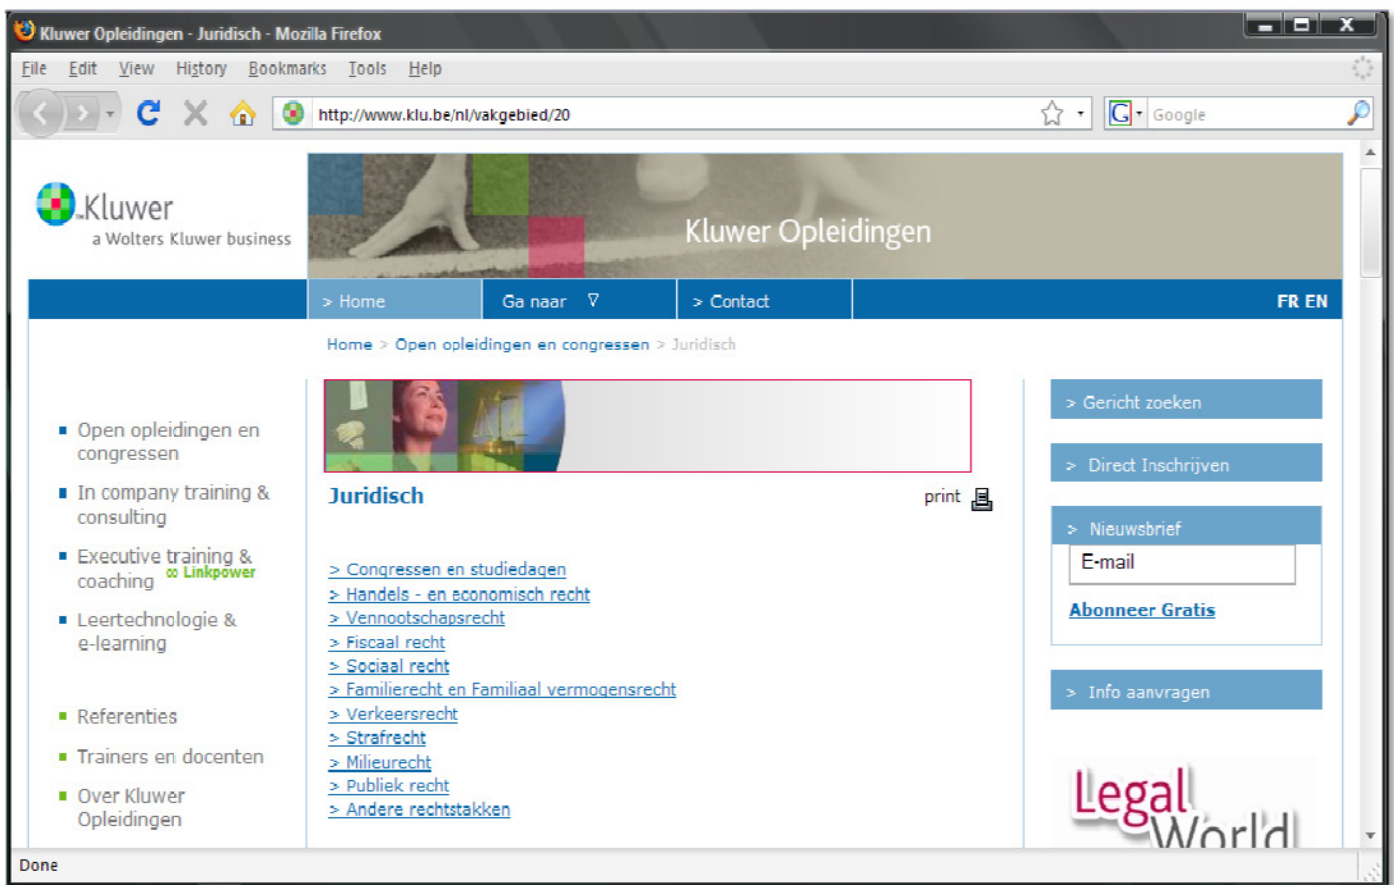 Kluwer Opleidingen - Juridisch - Mozilla Firefox
File Edit View History Bookmarks Tools Help
http://www.klu.be/nl/vakgebied/20
G Google
Kluwer
a Wolters Kluwer business
Kluwer Opleidingen
> Home
Ga naar
> Contact
FR EN
Home > Open opleidingen en congressen > Juridisch
Open opleidingen en
congressen
In company training &
consulting
Executive training &
coaching
∞ Linkpower
Leertechnologie &
e-learning
Referenties
Trainers en docenten
Over Kluwer
Opleidingen
Juridisch
print
> Congressen en studiedagen
> Handels - en economisch recht
> Vennootschapsrecht
> Fiscaal recht
> Sociaal recht
> Familierecht en Familiaal vermogensrecht
> Verkeersrecht
> Strafrecht
> Milieurecht
> Publiek recht
> Andere rechtstakken
> Gericht zoeken
> Direct Inschrijven
> Nieuwsbrief
E-mail
Abonneer Gratis
> Info aanvragen
Legal
World
Done